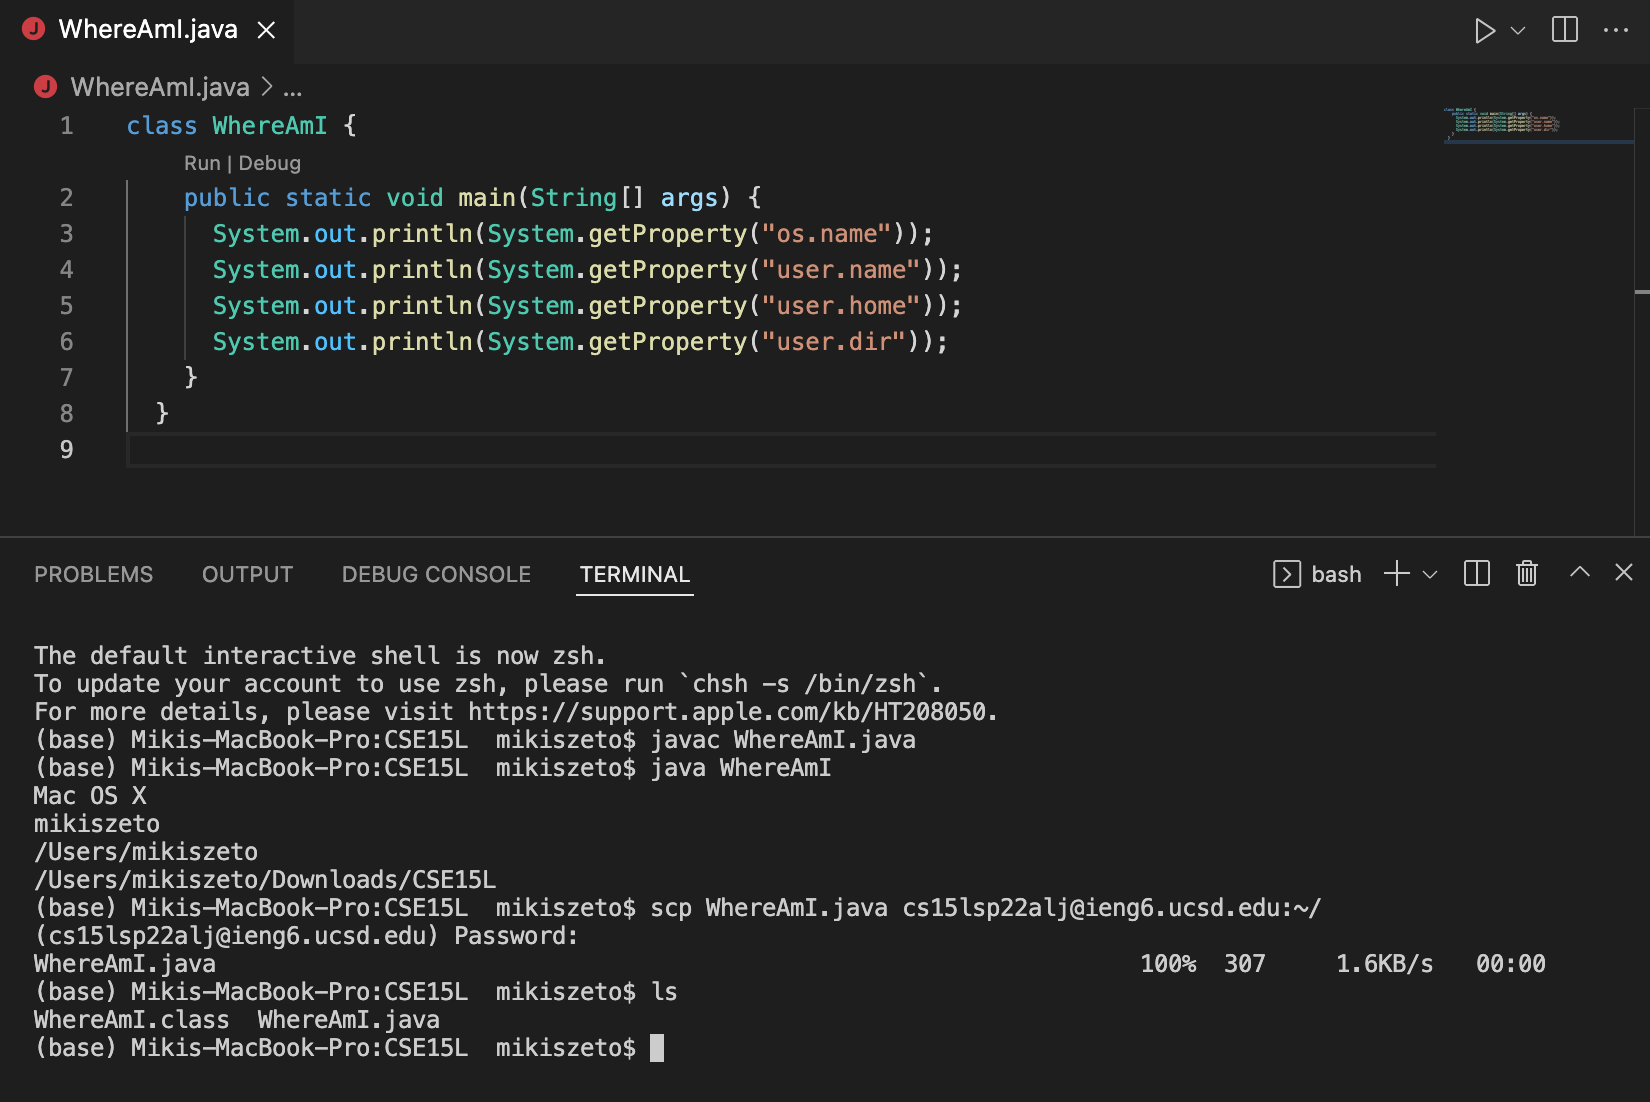 WhereAmI.java
WhereAmI.java > ...
1 class WhereAmI {
Run | Debug
2 public static void main(String[] args) {
3 System.out.println(System.getProperty("os.name"));
4 System.out.println(System.getProperty("user.name"));
5 System.out.println(System.getProperty("user.home"));
6 System.out.println(System.getProperty("user.dir"));
7 }
8 }
9
PROBLEMS OUTPUT DEBUG CONSOLE TERMINAL bash
The default interactive shell is now zsh.
To update your account to use zsh, please run `chsh -s /bin/zsh`.
For more details, please visit https://support.apple.com/kb/HT208050.
(base) Mikis-MacBook-Pro:CSE15L  mikiszeto$ javac WhereAmI.java
(base) Mikis-MacBook-Pro:CSE15L  mikiszeto$ java WhereAmI
Mac OS X
mikiszeto
/Users/mikiszeto
/Users/mikiszeto/Downloads/CSE15L
(base) Mikis-MacBook-Pro:CSE15L  mikiszeto$ scp WhereAmI.java cs15lsp22alj@ieng6.ucsd.edu:~/
(cs15lsp22alj@ieng6.ucsd.edu) Password:
WhereAmI.java 100% 307 1.6KB/s 00:00
(base) Mikis-MacBook-Pro:CSE15L  mikiszeto$ ls
WhereAmI.class  WhereAmI.java
(base) Mikis-MacBook-Pro:CSE15L  mikiszeto$